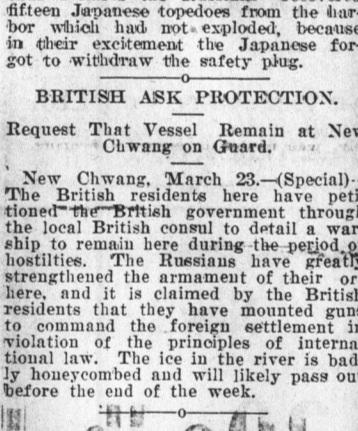 fifteen Japanese topedoes from the har-
bor which had not exploded, because
in their excitement the Japanese for-
got to withdraw the safety plug.
BRITISH ASK PROTECTION.
Request That Vessel Remain at New
Chwang on Guard.
New Chwang, March 23.—(Special)-
The British residents here have peti
tioned the British government through
the local British consul to detail a war
ship to remain here during the period o
hostilties. The Russians have greatly
strengthened the armament of their or
here, and it is claimed by the British
residents that they have mounted guns
to command the foreign settlement in
violation of the principles of interna
tional law. The ice in the river is bad-
ly honeycombed and will likely pass ou
before the end of the week.